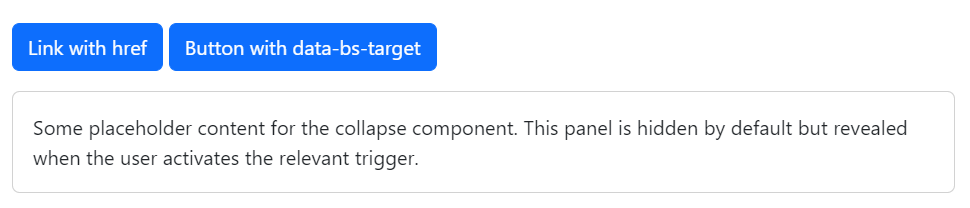 Link with href Button with data-bs-target
Some placeholder content for the collapse component. This panel is hidden by default but revealed
when the user activates the relevant trigger.